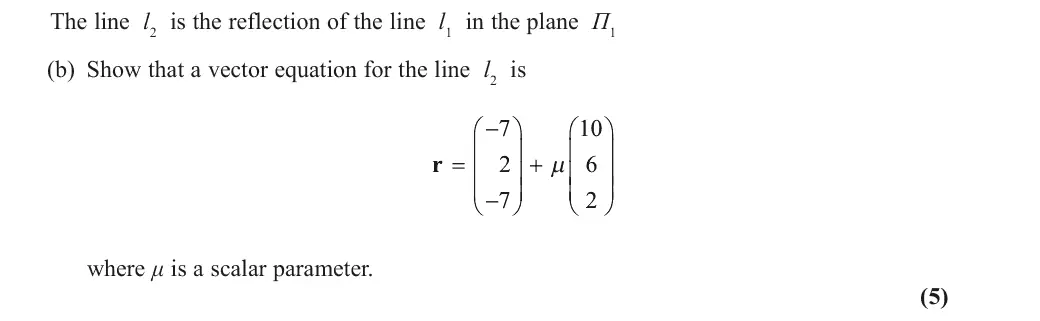 The line l₂ is the reflection of the line l₁ in the plane Π₁
(b) Show that a vector equation for the line l₂ is
r = (−7 2 −7) + μ (10 6 2)
where μ is a scalar parameter.
(5)